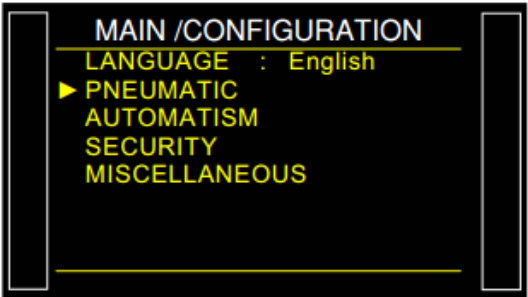 MAIN /CONFIGURATION
LANGUAGE : English
► PNEUMATIC
AUTOMATISM
SECURITY
MISCELLANEOUS